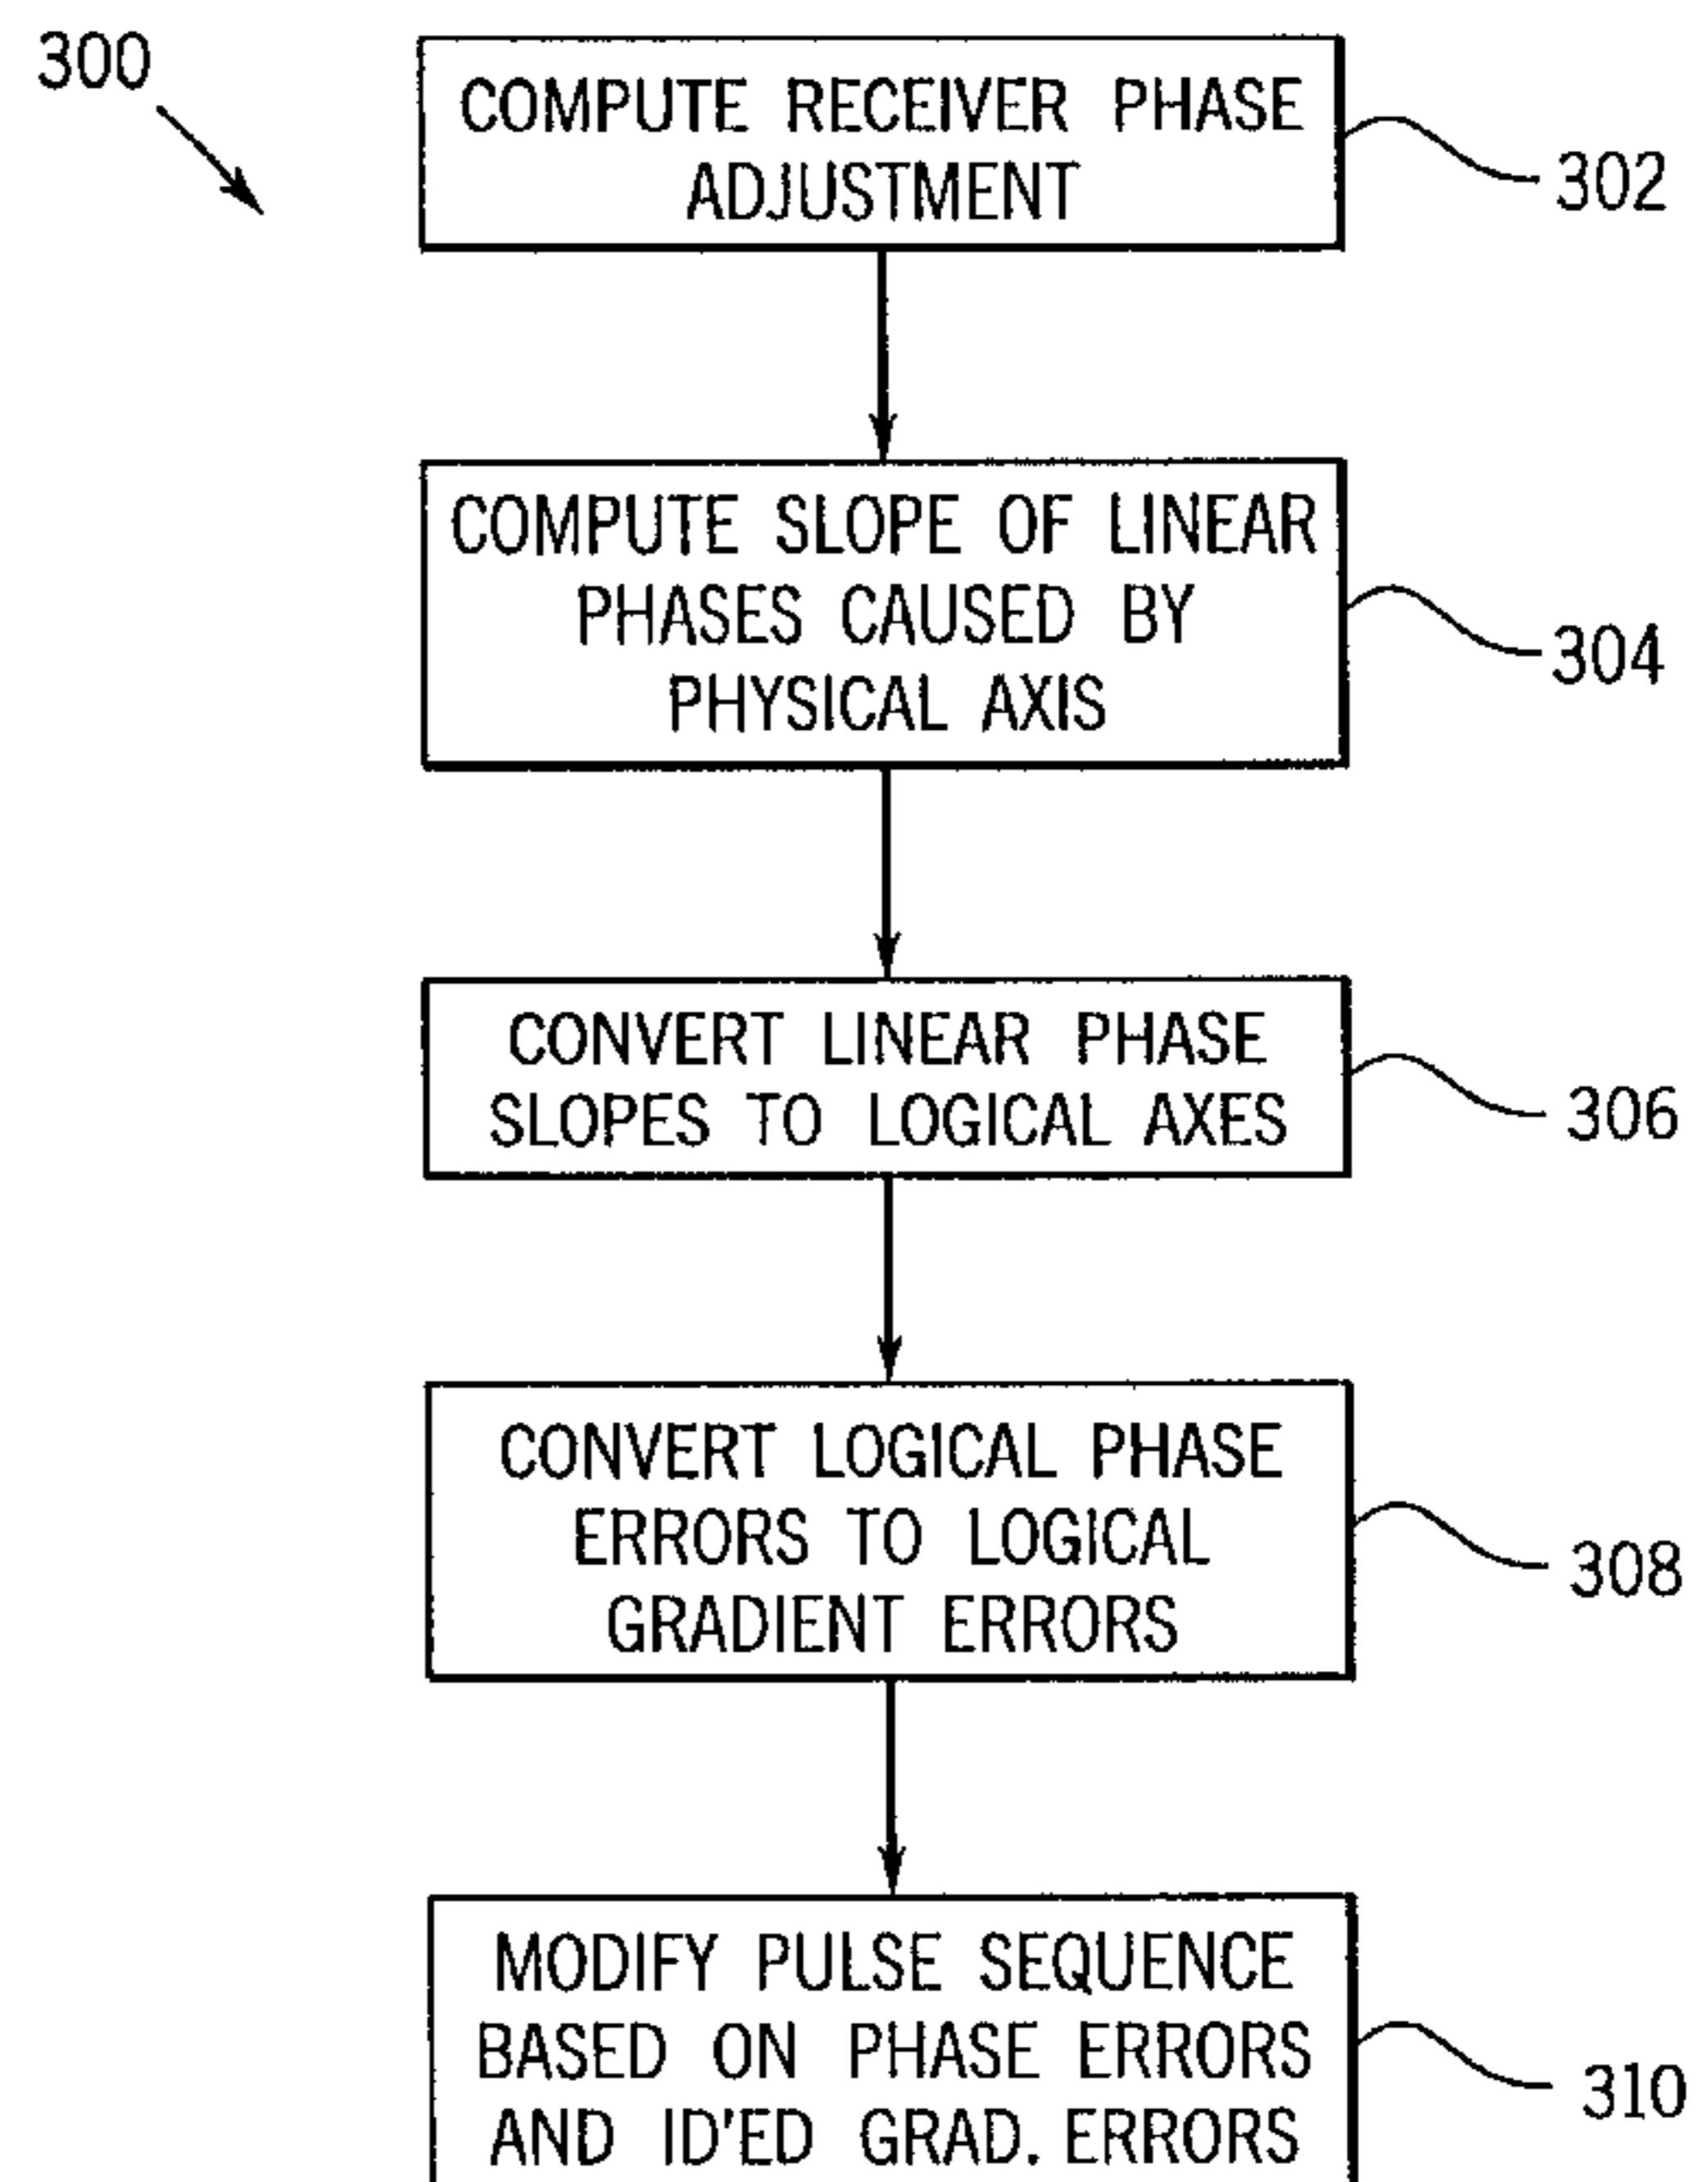 300
COMPUTE RECEIVER PHASE
ADJUSTMENT
302
COMPUTE SLOPE OF LINEAR
PHASES CAUSED BY
PHYSICAL AXIS
304
CONVERT LINEAR PHASE
SLOPES TO LOGICAL AXES
306
CONVERT LOGICAL PHASE
ERRORS TO LOGICAL
GRADIENT ERRORS
308
MODIFY PULSE SEQUENCE
BASED ON PHASE ERRORS
AND ID'ED GRAD. ERRORS
310